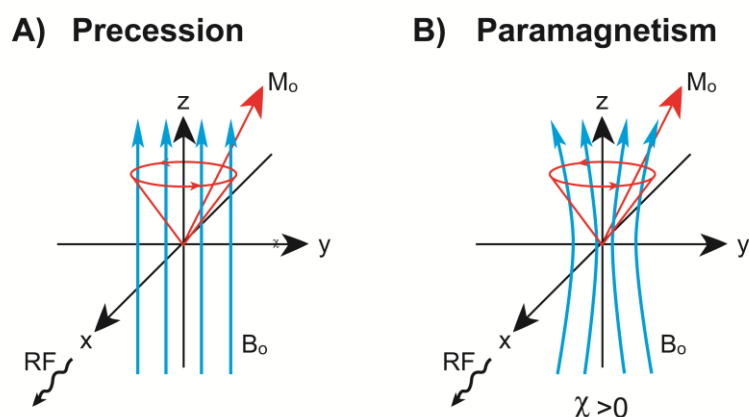 A) Precession
Mo
z
χ
y
x
RF
Bo
B) Paramagnetism
Mo
z
y
x
RF
Bo
χ >0